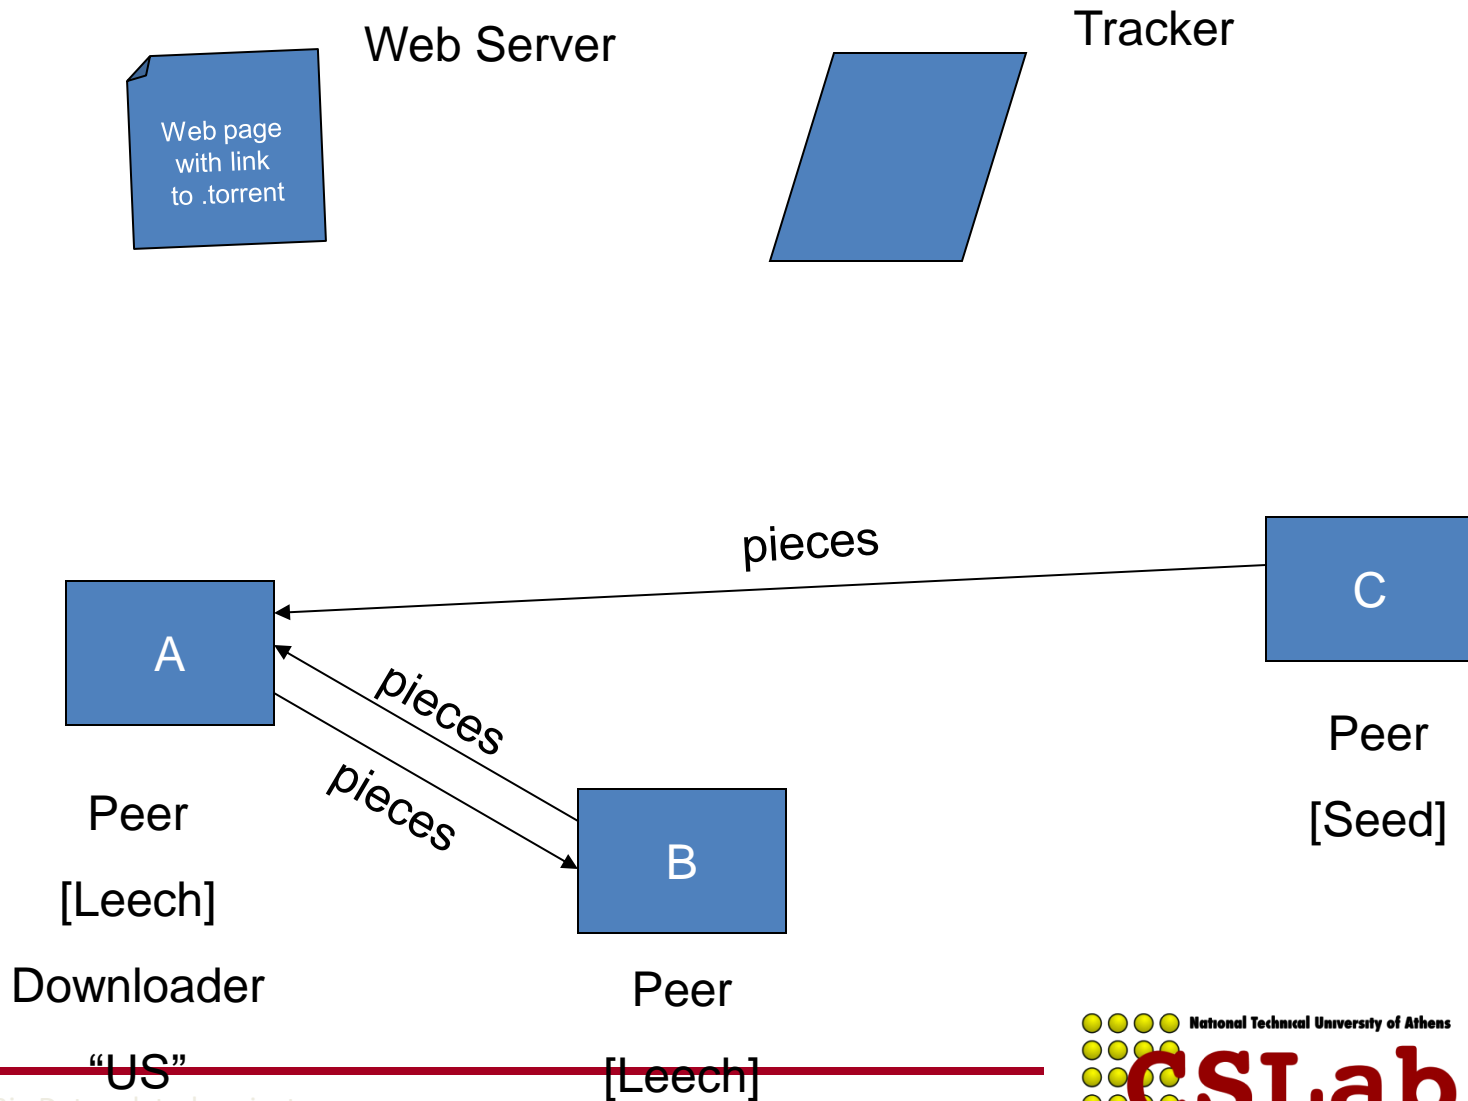 Web Server
Tracker
Web page
with link
to .torrent
pieces
C
A
pieces
pieces
Peer
[Seed]
B
Peer
[Leech]
Downloader
“US”
Peer
[Leech]
National Technical University of Athens
CSLab